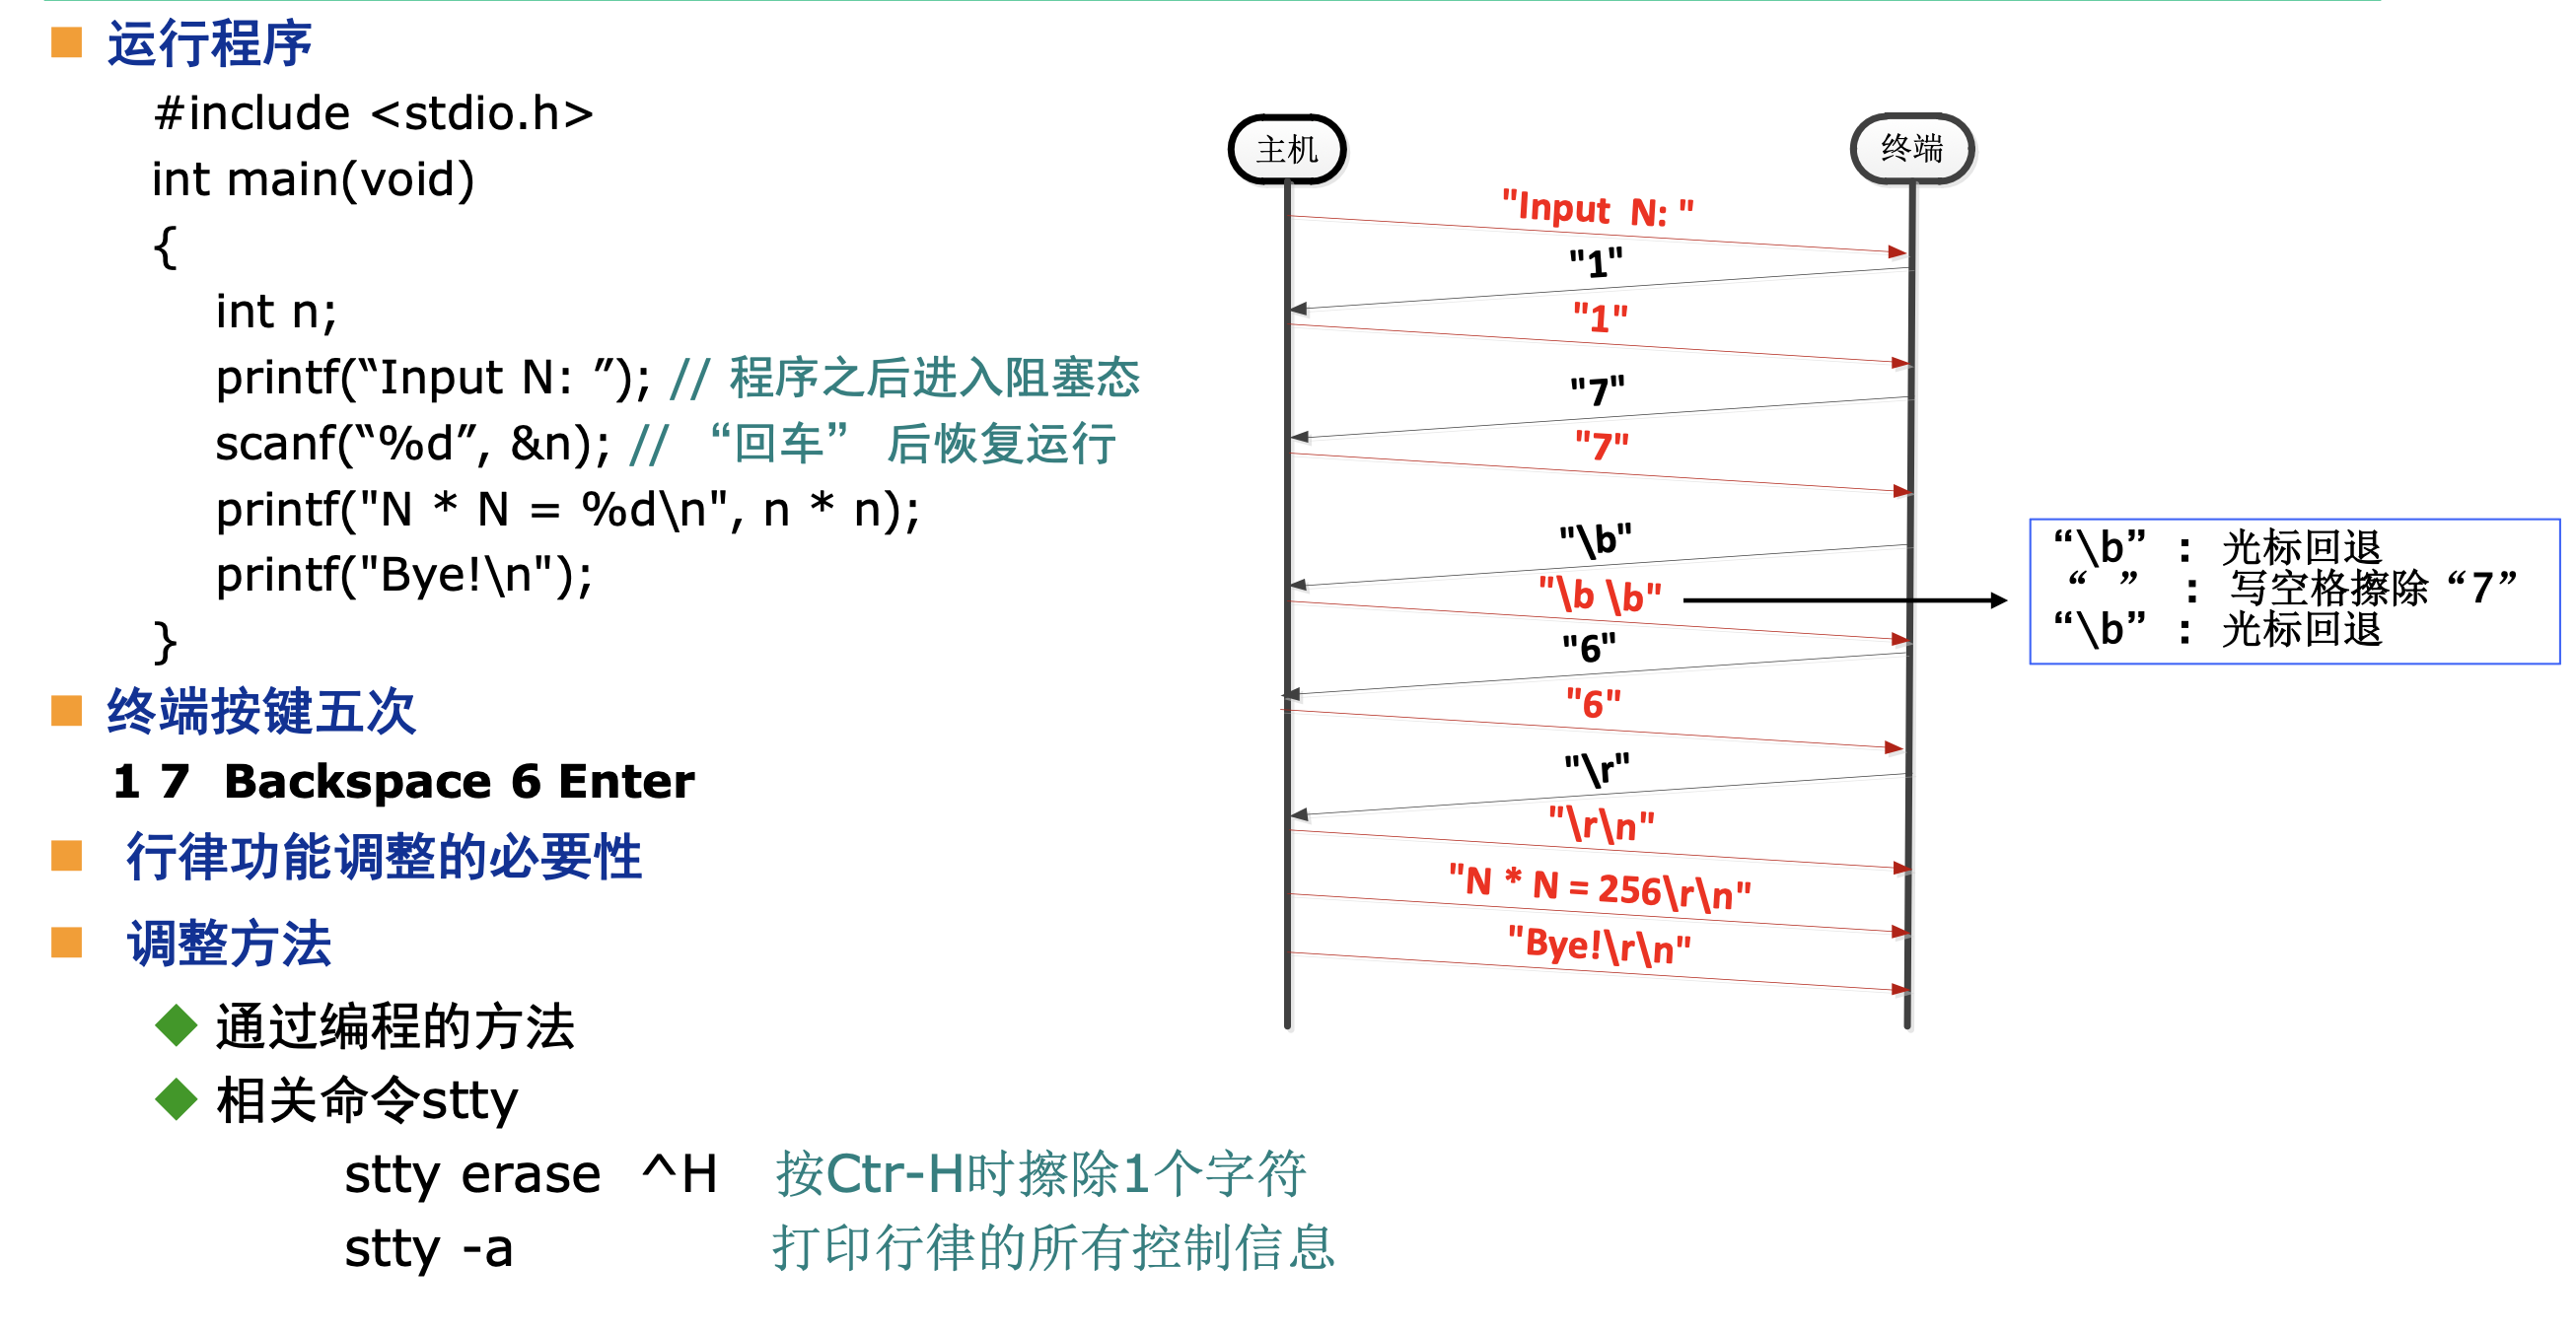 运行程序
#include <stdio.h>
int main(void)
{
int n;
printf(“Input N: ”); // 程序之后进入阻塞态
scanf(“%d”, &n); // “回车” 后恢复运行
printf("N * N = %d\n", n * n);
printf("Bye!\n");
}
终端按键五次
1 7 Backspace 6 Enter
行律功能调整的必要性
调整方法
通过编程的方法
相关命令stty
stty erase ^H 按Ctr-H时擦除1个字符
stty -a 打印行律的所有控制信息
主机 终端
"Input N: "
"1"
"1"
"7"
"7"
"\b"
"\b \b"
"6"
"6"
"\r"
"\r\n"
"N * N = 256\r\n"
"Bye!\r\n"
“\b” : 光标回退
“ ” : 写空格擦除“7”
“\b” : 光标回退